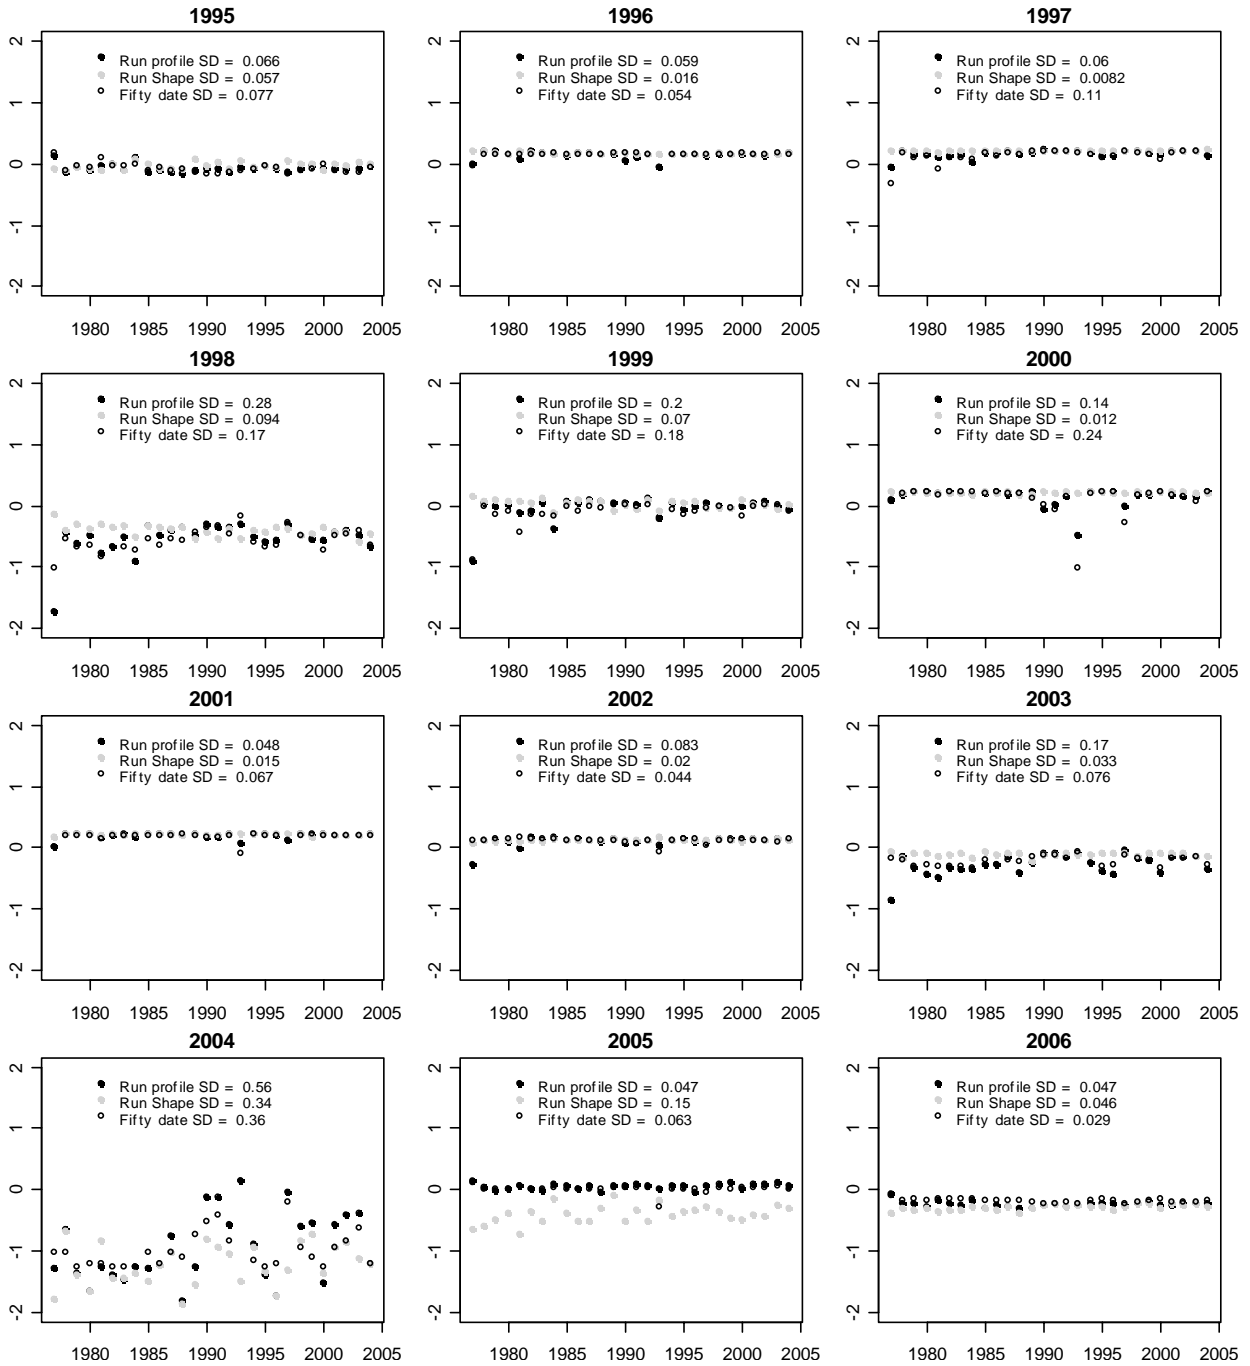 1995
2
1
0
-1
-2
Run profile SD = 0.066
Run Shape SD = 0.057
Fifty date SD = 0.077
1980 1985 1990 1995 2000 2005
1996
2
1
0
-1
-2
Run profile SD = 0.059
Run Shape SD = 0.016
Fifty date SD = 0.054
1980 1985 1990 1995 2000 2005
1997
2
1
0
-1
-2
Run profile SD = 0.06
Run Shape SD = 0.0082
Fifty date SD = 0.11
1980 1985 1990 1995 2000 2005
1998
2
1
0
-1
-2
Run profile SD = 0.28
Run Shape SD = 0.094
Fifty date SD = 0.17
1980 1985 1990 1995 2000 2005
1999
2
1
0
-1
-2
Run profile SD = 0.2
Run Shape SD = 0.07
Fifty date SD = 0.18
1980 1985 1990 1995 2000 2005
2000
2
1
0
-1
-2
Run profile SD = 0.14
Run Shape SD = 0.012
Fifty date SD = 0.24
1980 1985 1990 1995 2000 2005
2001
2
1
0
-1
-2
Run profile SD = 0.048
Run Shape SD = 0.015
Fifty date SD = 0.067
1980 1985 1990 1995 2000 2005
2002
2
1
0
-1
-2
Run profile SD = 0.083
Run Shape SD = 0.02
Fifty date SD = 0.044
1980 1985 1990 1995 2000 2005
2003
2
1
0
-1
-2
Run profile SD = 0.17
Run Shape SD = 0.033
Fifty date SD = 0.076
1980 1985 1990 1995 2000 2005
2004
2
1
0
-1
-2
Run profile SD = 0.56
Run Shape SD = 0.34
Fifty date SD = 0.36
1980 1985 1990 1995 2000 2005
2005
2
1
0
-1
-2
Run profile SD = 0.047
Run Shape SD = 0.15
Fifty date SD = 0.063
1980 1985 1990 1995 2000 2005
2006
2
1
0
-1
-2
Run profile SD = 0.047
Run Shape SD = 0.046
Fifty date SD = 0.029
1980 1985 1990 1995 2000 2005